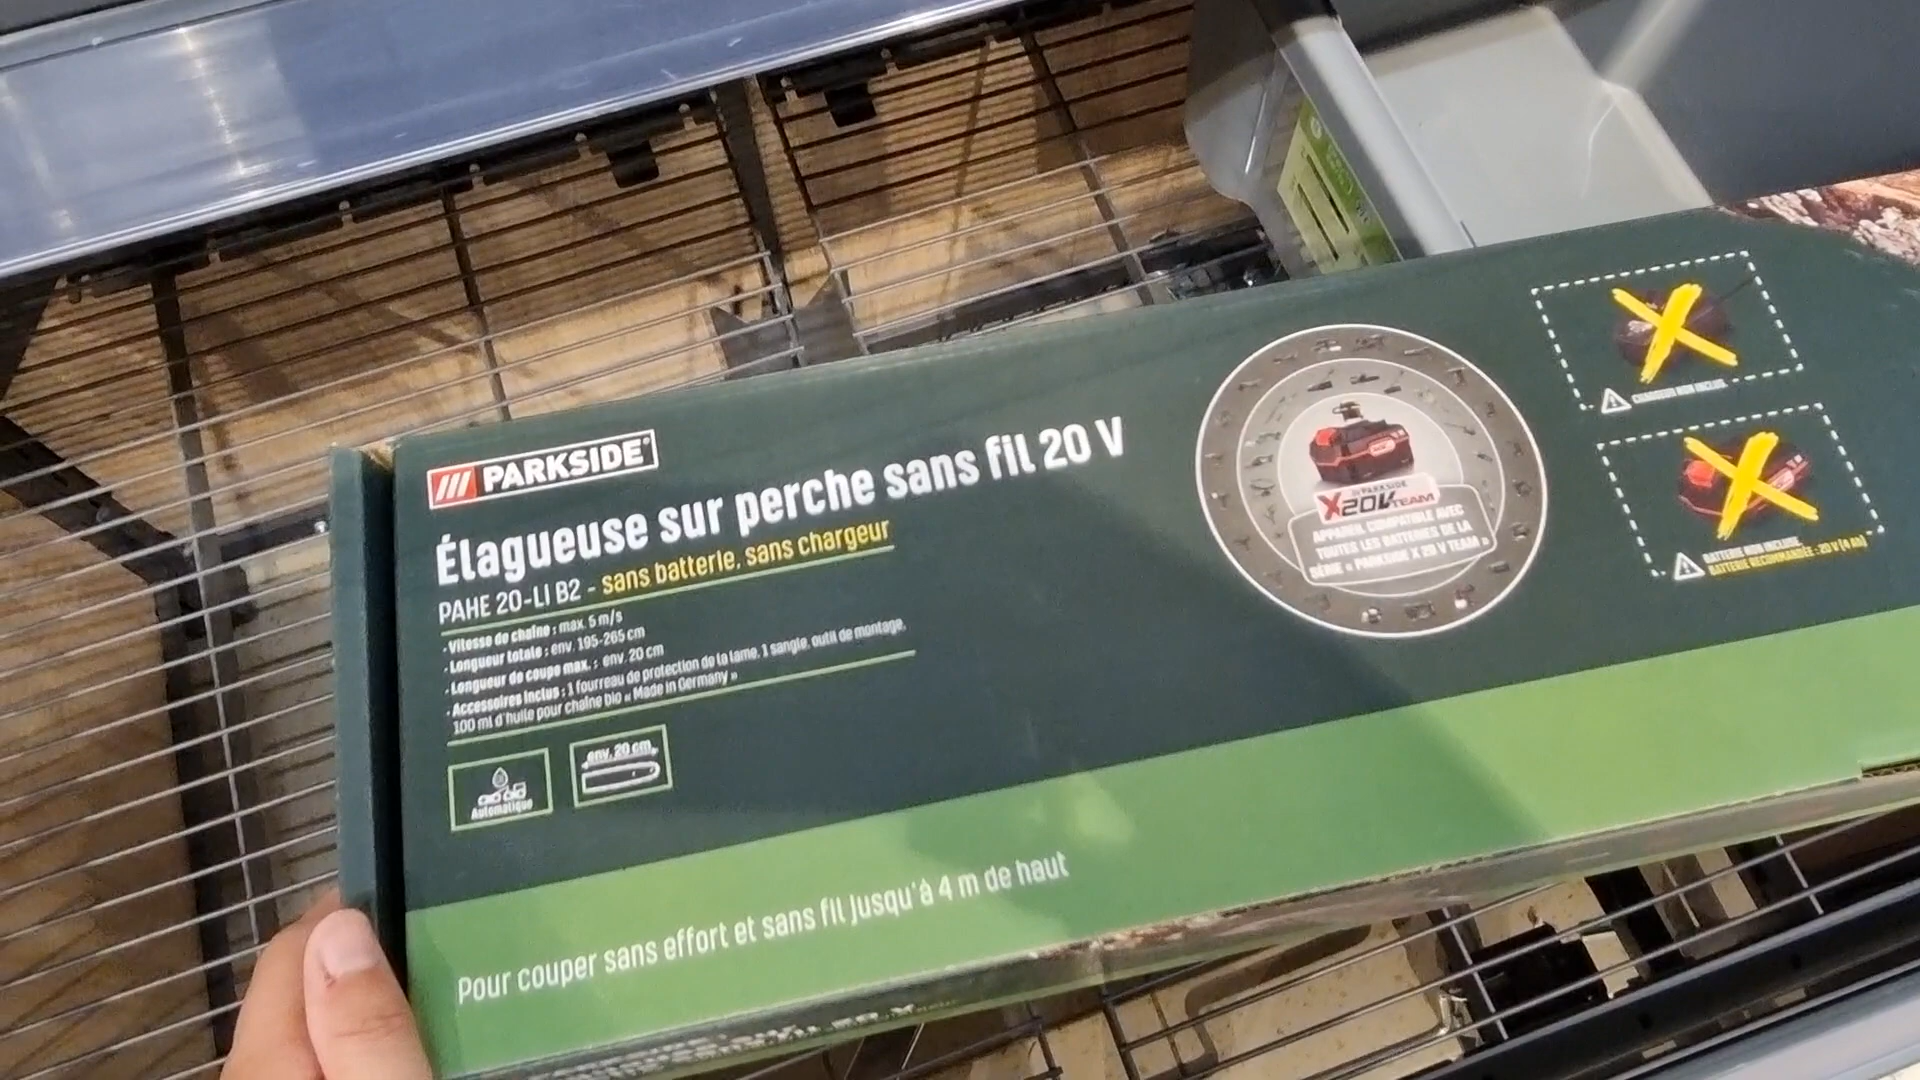 PARKSIDE®
Élagueuse sur perche sans fil 20 V
PAHE 20-LI B2 - sans batterie, sans chargeur
· Vitesse de chaîne : max. 5 m/s
· Longueur totale : env. 195-265 cm
· Longueur de coupe max. : env. 20 cm
· Accessoires inclus : 1 fourreau de protection de la lame, 1 sangle, outil de montage,
100 ml d'huile pour chaîne bio « Made in Germany »
Automatique
env. 20 cm
Pour couper sans effort et sans fil jusqu'à 4 m de haut
PARKSIDE
X20V TEAM
APPAREIL COMPATIBLE AVEC
TOUTES LES BATTERIES DE LA
SÉRIE « PARKSIDE X 20 V TEAM »
CHARGEUR NON INCLUS
BATTERIE NON INCLUSE
BATTERIE RECOMMANDÉE : 20 V (4 Ah)